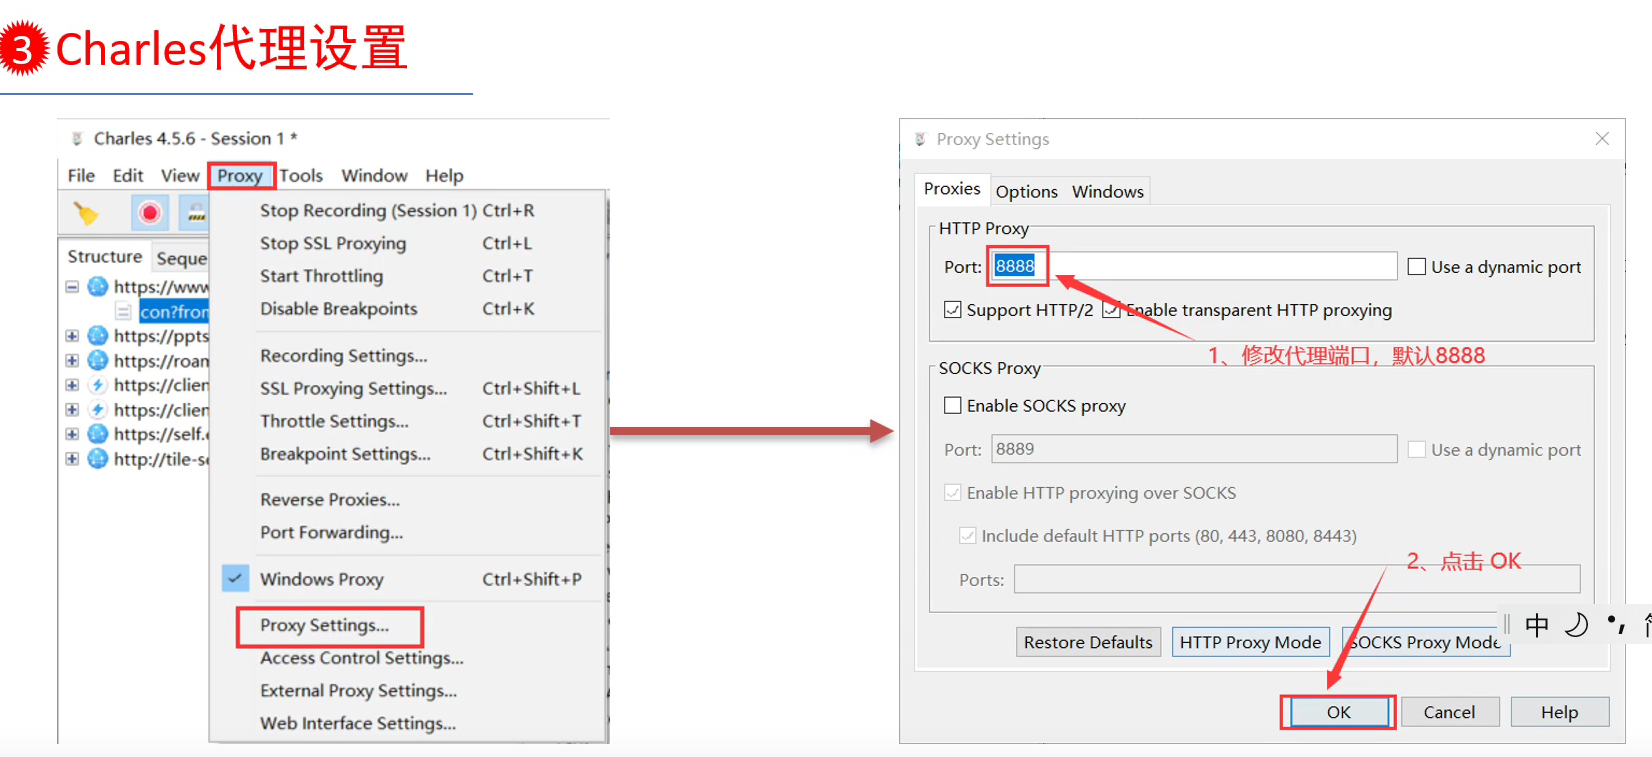 3 Charles代理设置
Charles 4.5.6 - Session 1 *
File Edit View Proxy Tools Window Help
Stop Recording (Session 1) Ctrl+R
Stop SSL Proxying Ctrl+L
Start Throttling Ctrl+T
Disable Breakpoints Ctrl+K
Recording Settings...
SSL Proxying Settings... Ctrl+Shift+L
Throttle Settings... Ctrl+Shift+T
Breakpoint Settings... Ctrl+Shift+K
Reverse Proxies...
Port Forwarding...
Windows Proxy Ctrl+Shift+P
Proxy Settings...
Access Control Settings...
External Proxy Settings...
Web Interface Settings...
Structure Seque
https://www
con?fron
https://ppts
https://roan
https://clien
https://clien
https://self.
http://tile-s
Proxy Settings
Proxies Options Windows
HTTP Proxy
Port: 8888 Use a dynamic port
Support HTTP/2 Enable transparent HTTP proxying
1、修改代理端口，默认8888
SOCKS Proxy
Enable SOCKS proxy
Port: 8889 Use a dynamic port
Enable HTTP proxying over SOCKS
Include default HTTP ports (80, 443, 8080, 8443)
2、点击 OK
Ports:
中
Restore Defaults HTTP Proxy Mode SOCKS Proxy Mode
OK Cancel Help